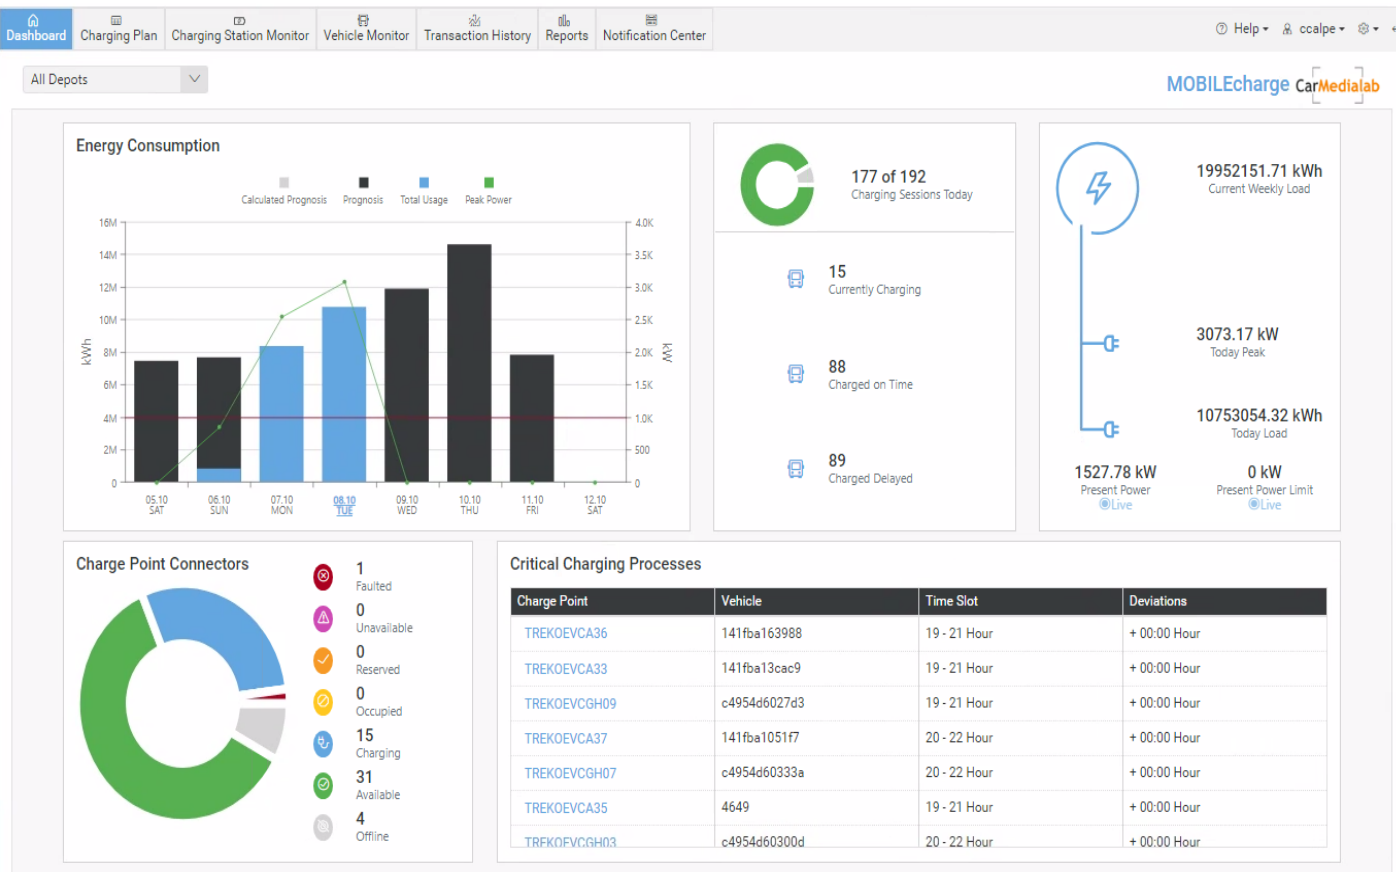 Dashboard
Charging Plan
Charging Station Monitor
Vehicle Monitor
Transaction History
Reports
Notification Center
Help
ccalpe
All Depots
MOBILEcharge CarMedialab
Energy Consumption
Calculated Prognosis
Prognosis
Total Usage
Peak Power
16M
14M
12M
10M
8M
6M
4M
2M
0
kWh
4.0K
3.5K
3.0K
2.5K
2.0K
1.5K
1.0K
500
0
kW
05.10
SAT
06.10
SUN
07.10
MON
08.10
TUE
09.10
WED
10.10
THU
11.10
FRI
12.10
SAT
177 of 192
Charging Sessions Today
15
Currently Charging
88
Charged on Time
89
Charged Delayed
19952151.71 kWh
Current Weekly Load
3073.17 kW
Today Peak
10753054.32 kWh
Today Load
1527.78 kW
Present Power
Live
0 kW
Present Power Limit
Live
Charge Point Connectors
1
Faulted
0
Unavailable
0
Reserved
0
Occupied
15
Charging
31
Available
4
Offline
Critical Charging Processes
Charge Point Vehicle Time Slot Deviations
TREKOEVCA36 141fba163988 19 - 21 Hour + 00:00 Hour
TREKOEVCA33 141fba13cac9 19 - 21 Hour + 00:00 Hour
TREKOEVCGH09 c4954d6027d3 19 - 21 Hour + 00:00 Hour
TREKOEVCA37 141fba1051f7 20 - 22 Hour + 00:00 Hour
TREKOEVCGH07 c4954d60333a 20 - 22 Hour + 00:00 Hour
TREKOEVCA35 4649 19 - 21 Hour + 00:00 Hour
TREKOEVCGH03 c4954d60300d 20 - 22 Hour + 00:00 Hour